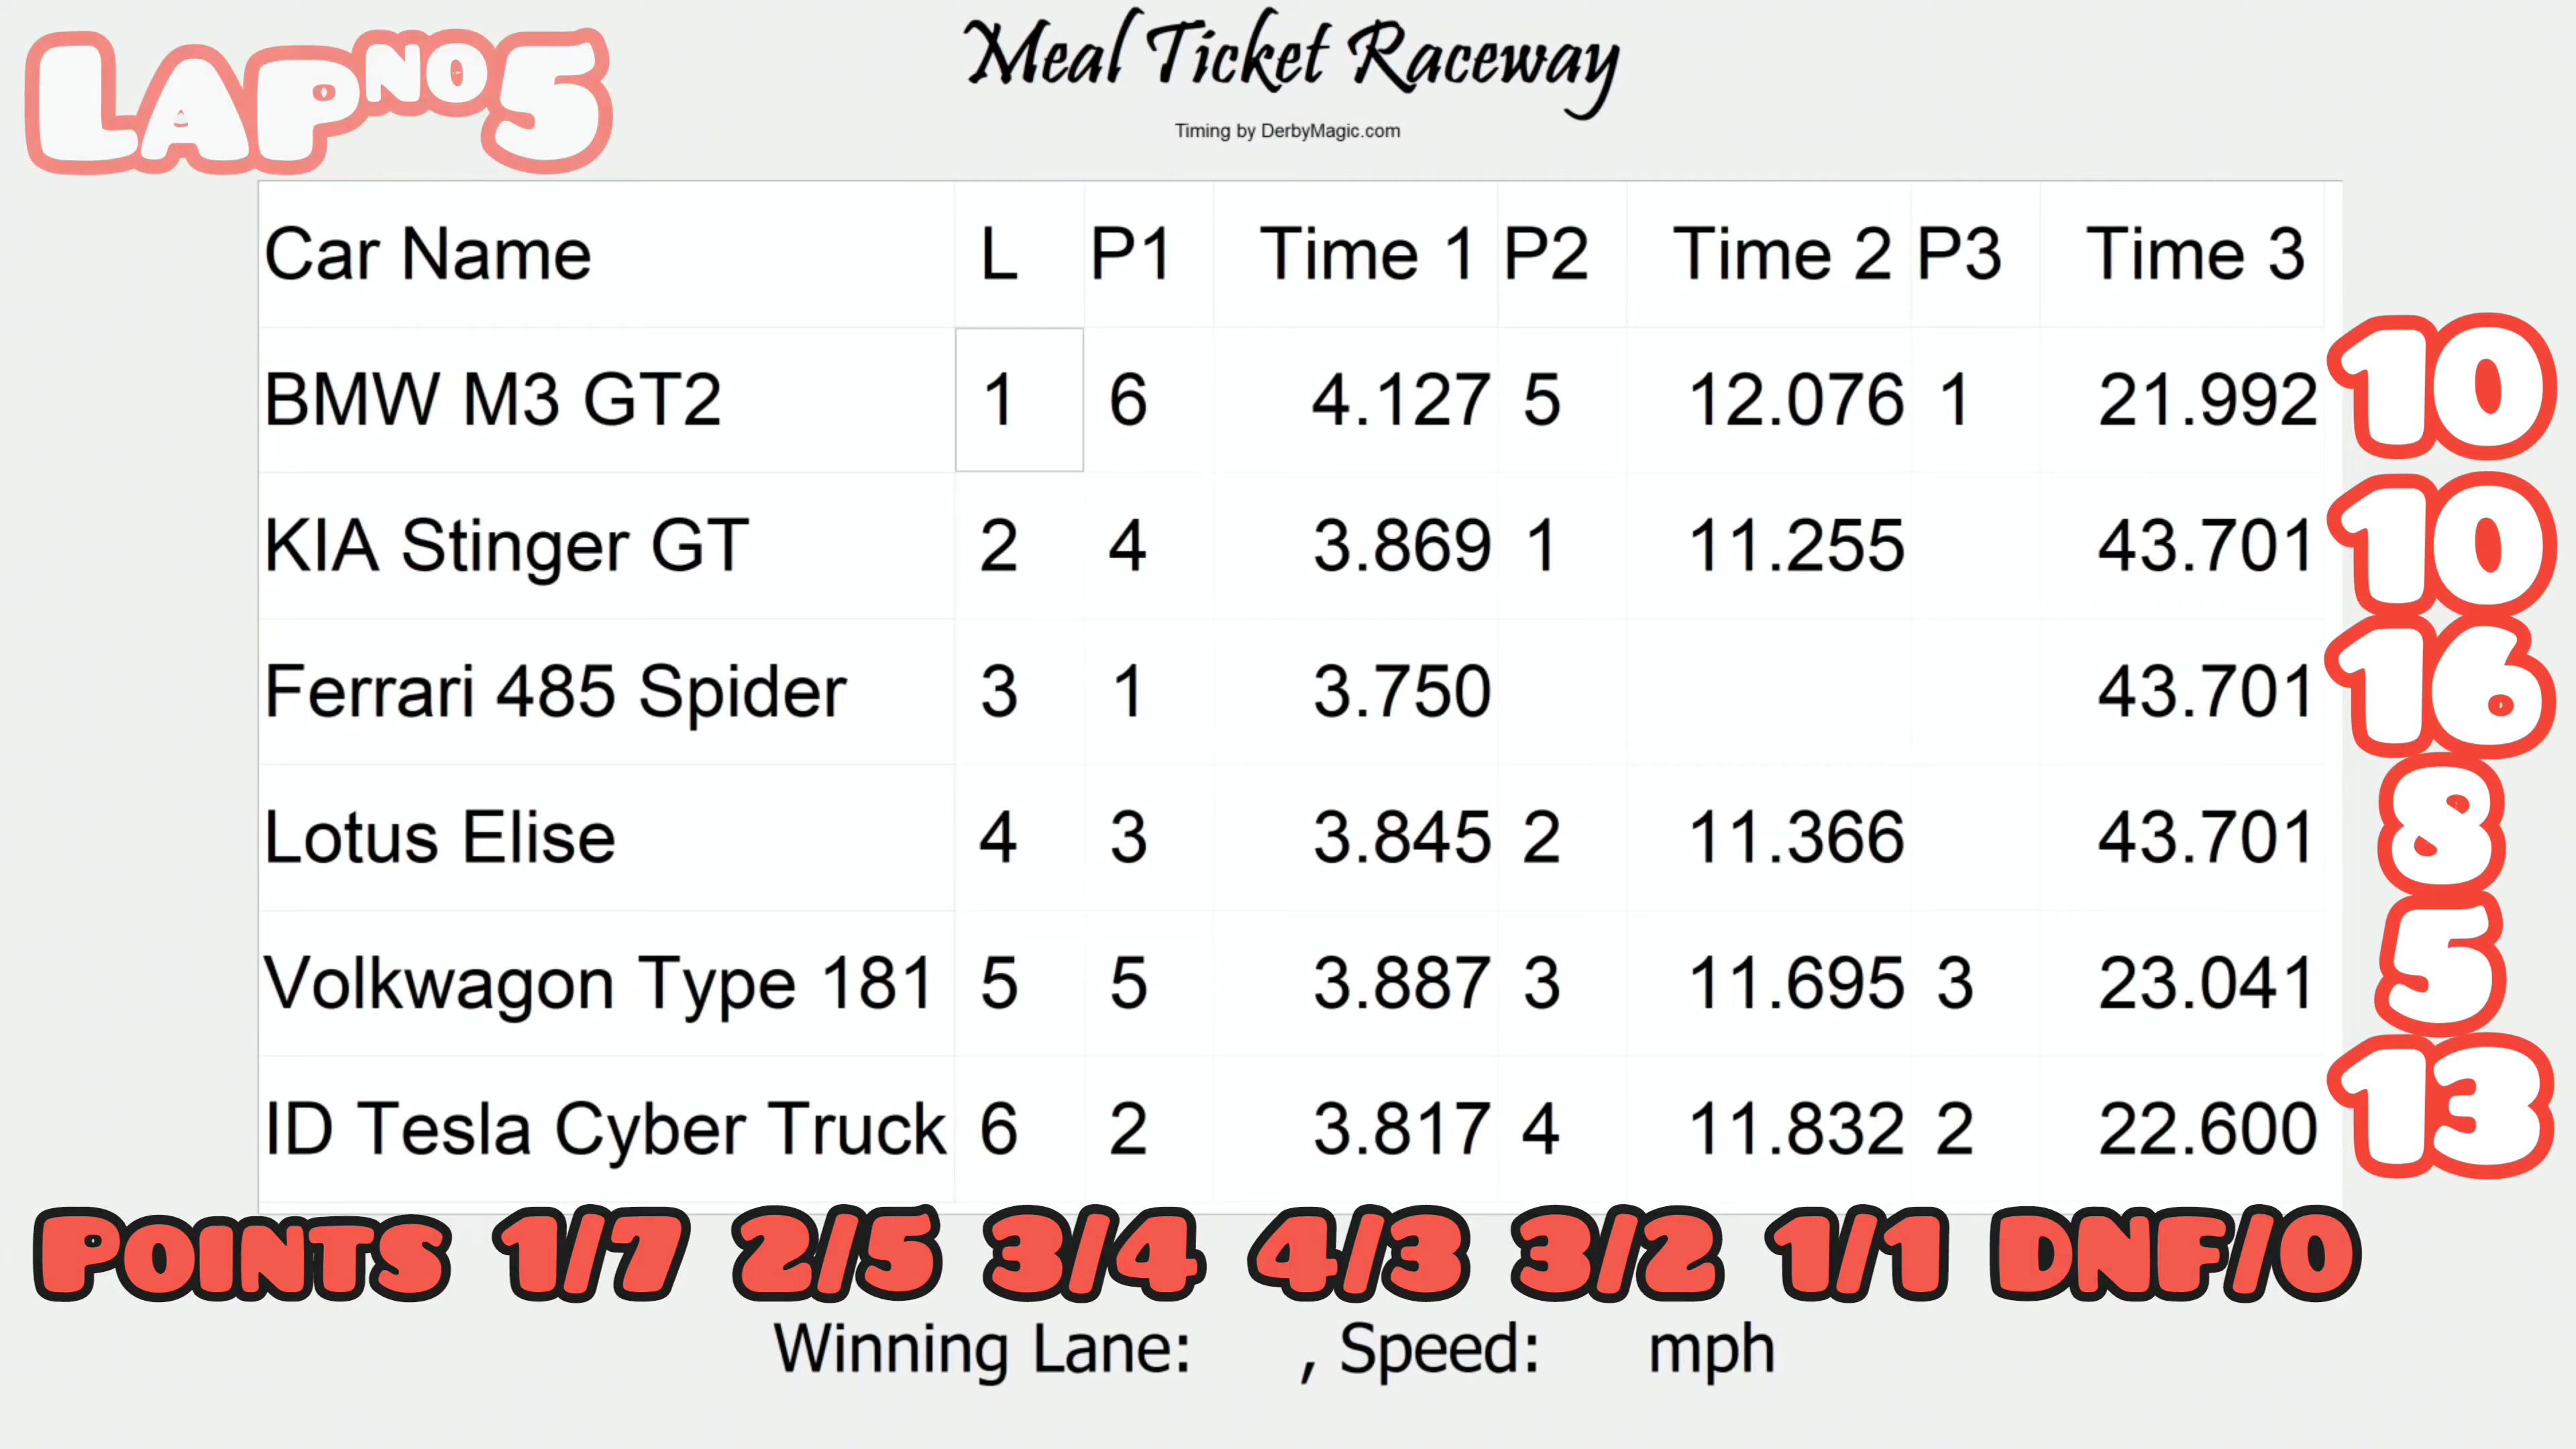 Lap No 5
Meal Ticket Raceway
Timing by DerbyMagic.com
Car Name L P1 Time 1 P2 Time 2 P3 Time 3
BMW M3 GT2 1 6 4.127 5 12.076 1 21.992 10
KIA Stinger GT 2 4 3.869 1 11.255 43.701 10
Ferrari 485 Spider 3 1 3.750 43.701 16
Lotus Elise 4 3 3.845 2 11.366 43.701 8
Volkwagon Type 181 5 5 3.887 3 11.695 3 23.041 5
ID Tesla Cyber Truck 6 2 3.817 4 11.832 2 22.600 13
Points 1/7 2/5 3/4 4/3 3/2 1/1 DNF/0
Winning Lane: , Speed: mph